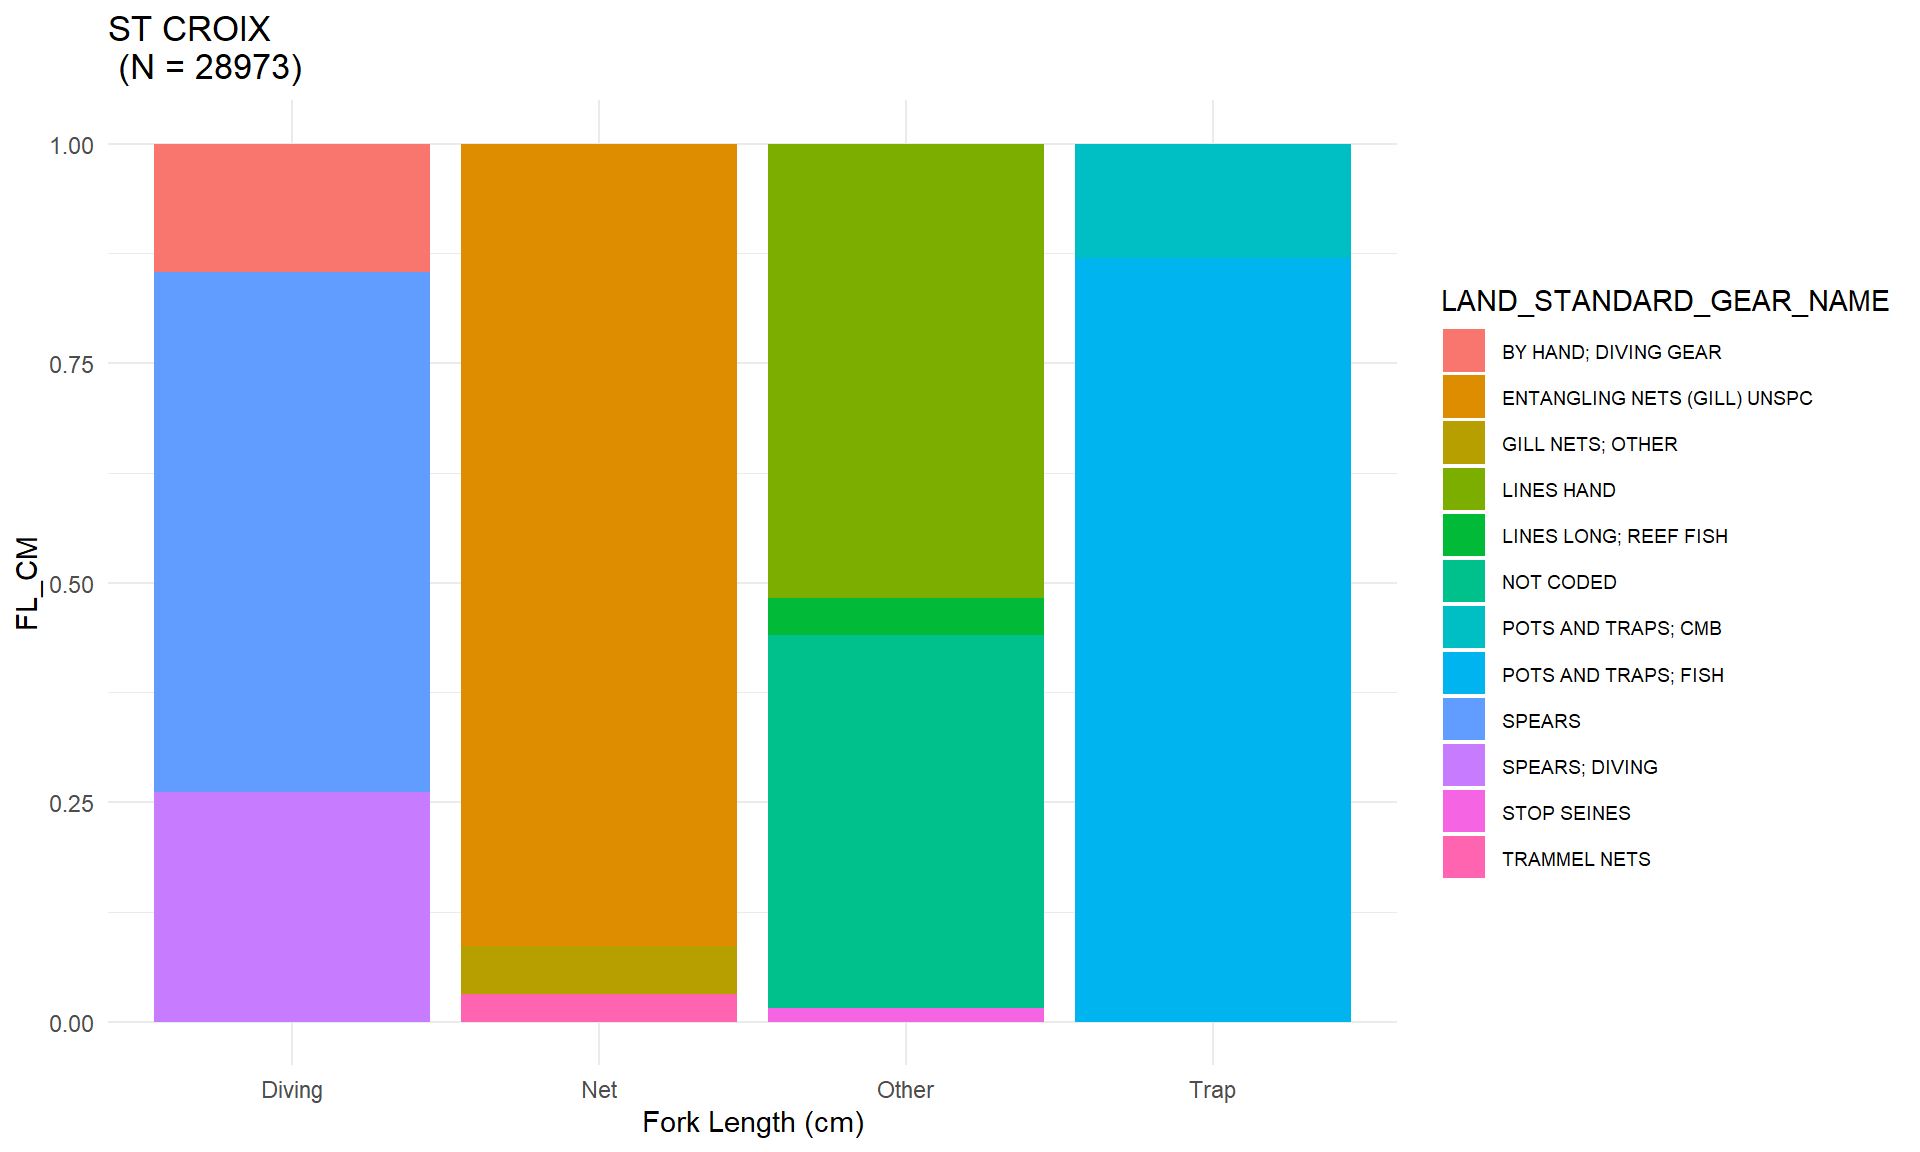 ST CROIX
(N = 28973)
1.00
0.75
0.50
0.25
0.00
FL_CM
Diving
Net
Other
Trap
Fork Length (cm)
LAND_STANDARD_GEAR_NAME
BY HAND; DIVING GEAR
ENTANGLING NETS (GILL) UNSPC
GILL NETS; OTHER
LINES HAND
LINES LONG; REEF FISH
NOT CODED
POTS AND TRAPS; CMB
POTS AND TRAPS; FISH
SPEARS
SPEARS; DIVING
STOP SEINES
TRAMMEL NETS